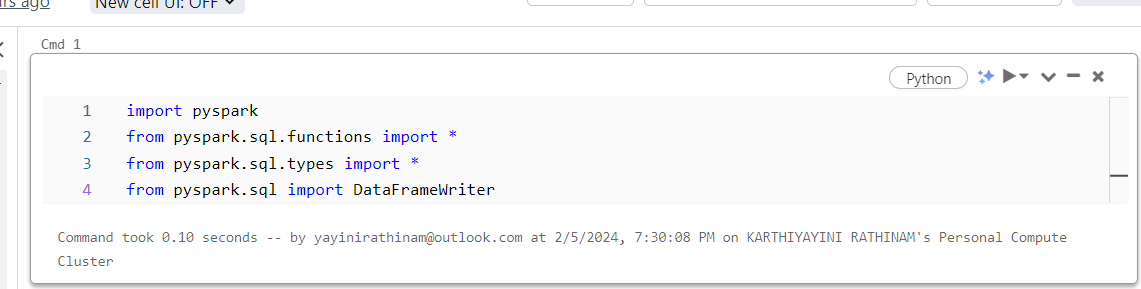 rs ago
New cell UI: OFF
Cmd 1
Python
1 import pyspark
2 from pyspark.sql.functions import *
3 from pyspark.sql.types import *
4 from pyspark.sql import DataFrameWriter
Command took 0.10 seconds -- by yayinirathinam@outlook.com at 2/5/2024, 7:30:08 PM on KARTHIYAYINI RATHINAM's Personal Compute
Cluster